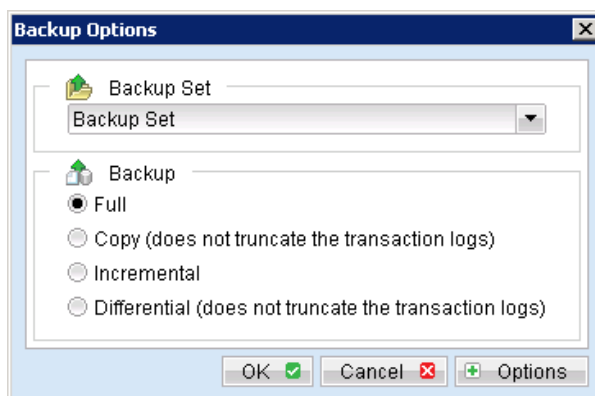 Backup Options
Backup Set
Backup Set
Backup
Full
Copy (does not truncate the transaction logs)
Incremental
Differential (does not truncate the transaction logs)
OK Cancel Options